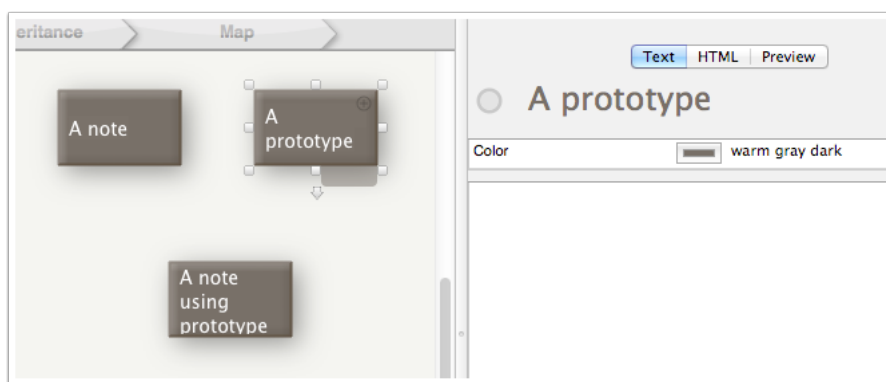 eritance
Map
A note
A
prototype
A note
using
prototype
Text HTML Preview
A prototype
Color
warm gray dark